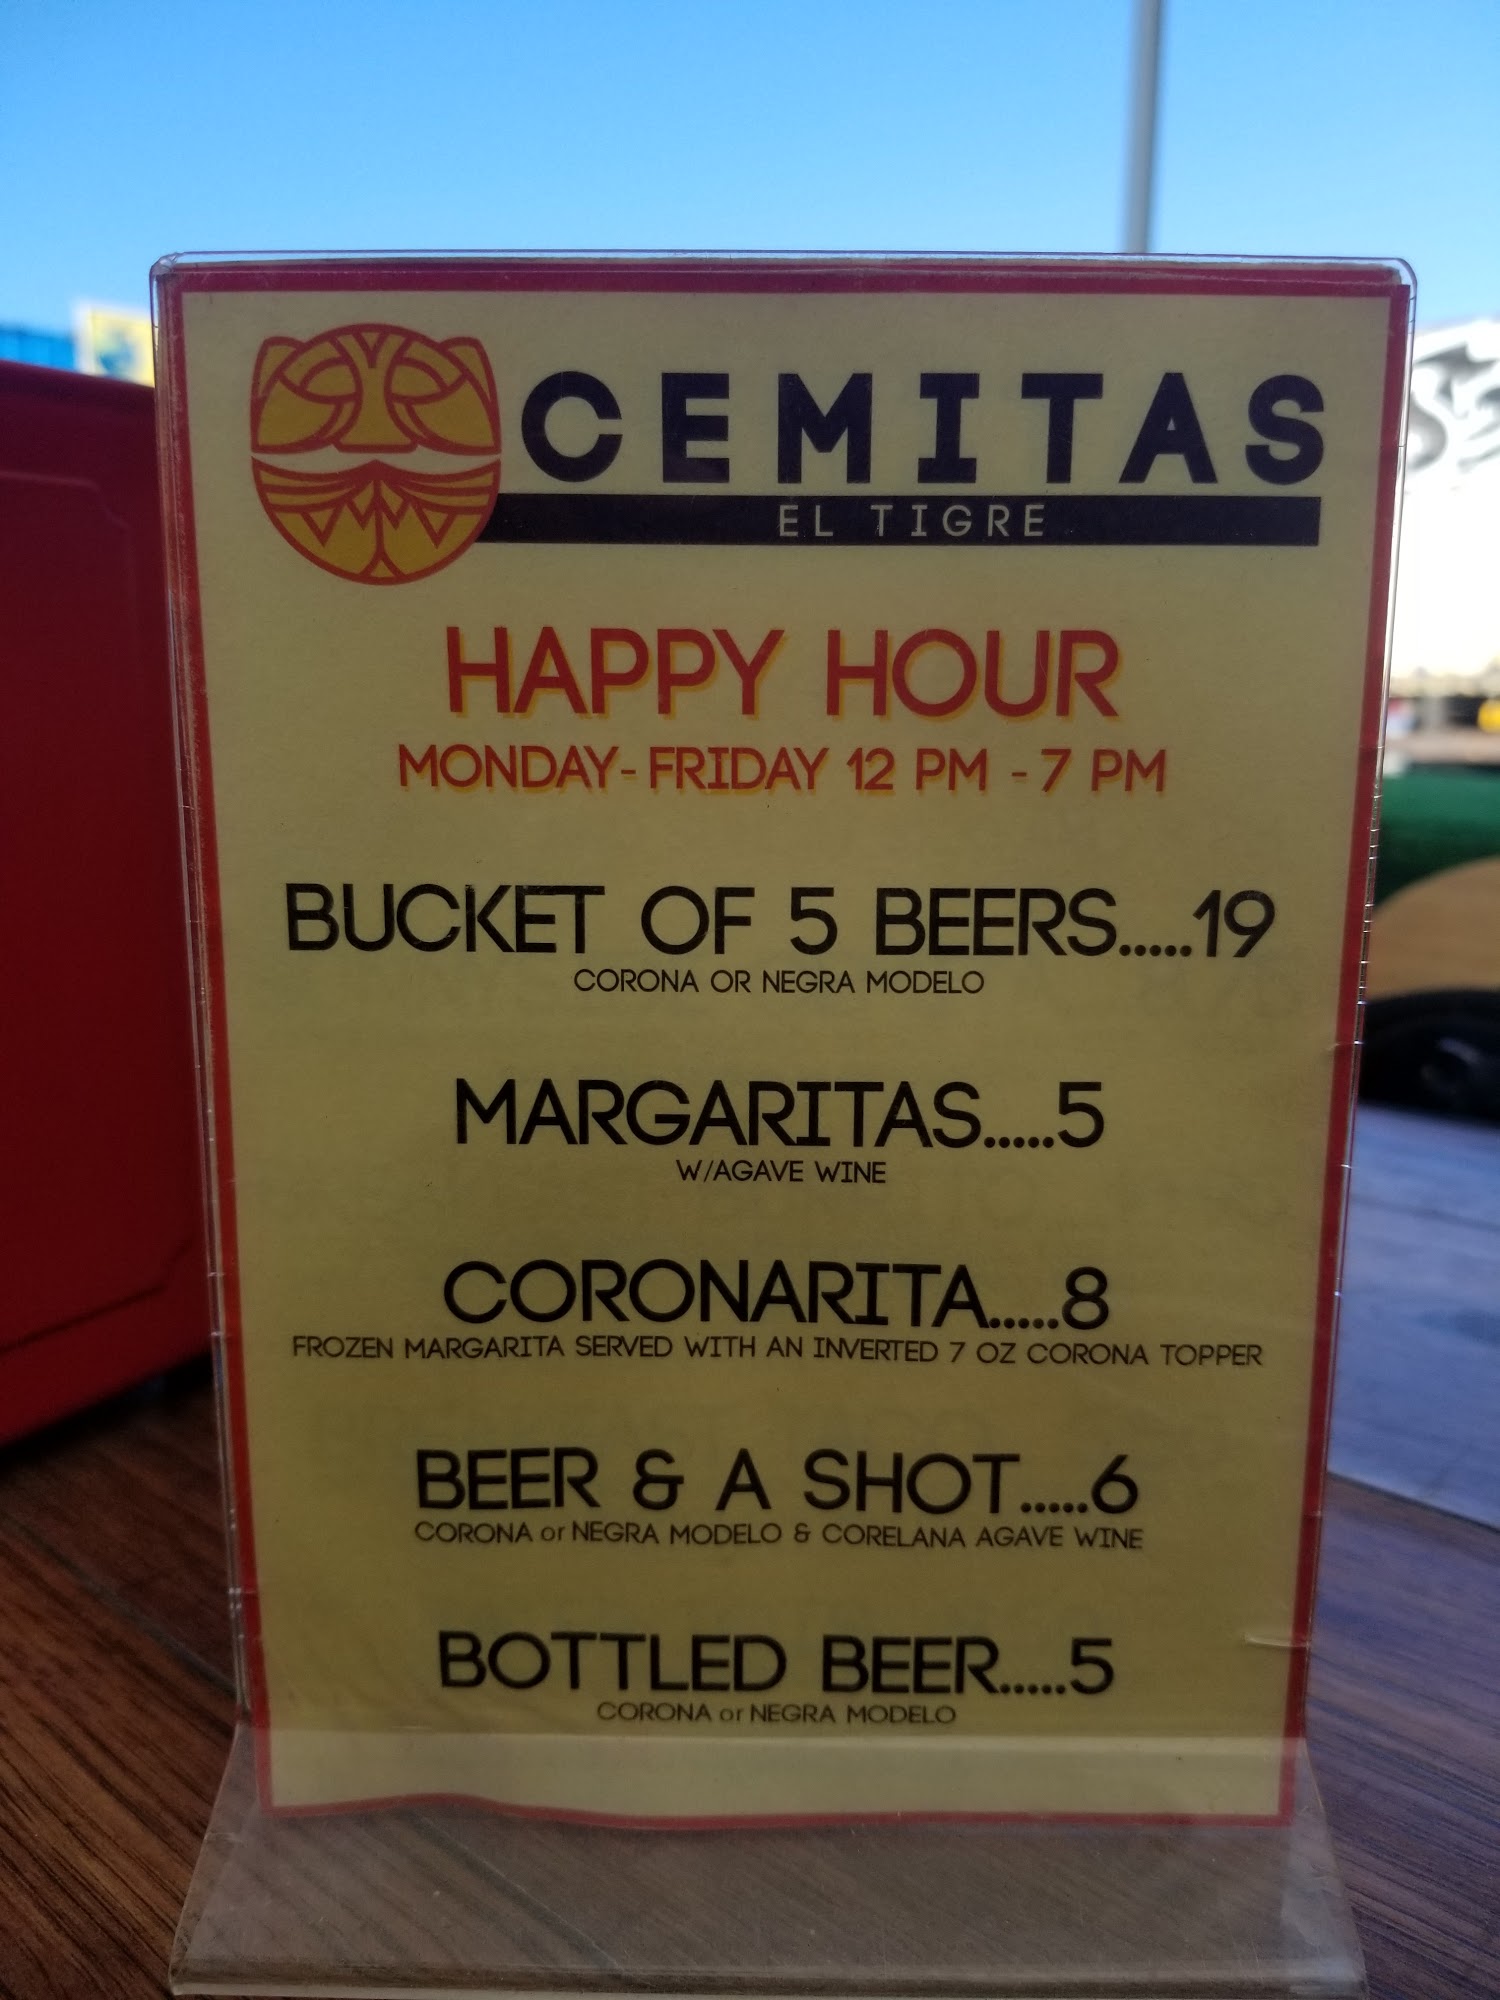 CEMITAS
EL TIGRE
HAPPY HOUR
MONDAY- FRIDAY 12 PM - 7 PM
BUCKET OF 5 BEERS.....19
CORONA OR NEGRA MODELO
MARGARITAS.....5
W/AGAVE WINE
CORONARITA.....8
FROZEN MARGARITA SERVED WITH AN INVERTED 7 OZ CORONA TOPPER
BEER & A SHOT.....6
CORONA or NEGRA MODELO & CORELANA AGAVE WINE
BOTTLED BEER.....5
CORONA or NEGRA MODELO